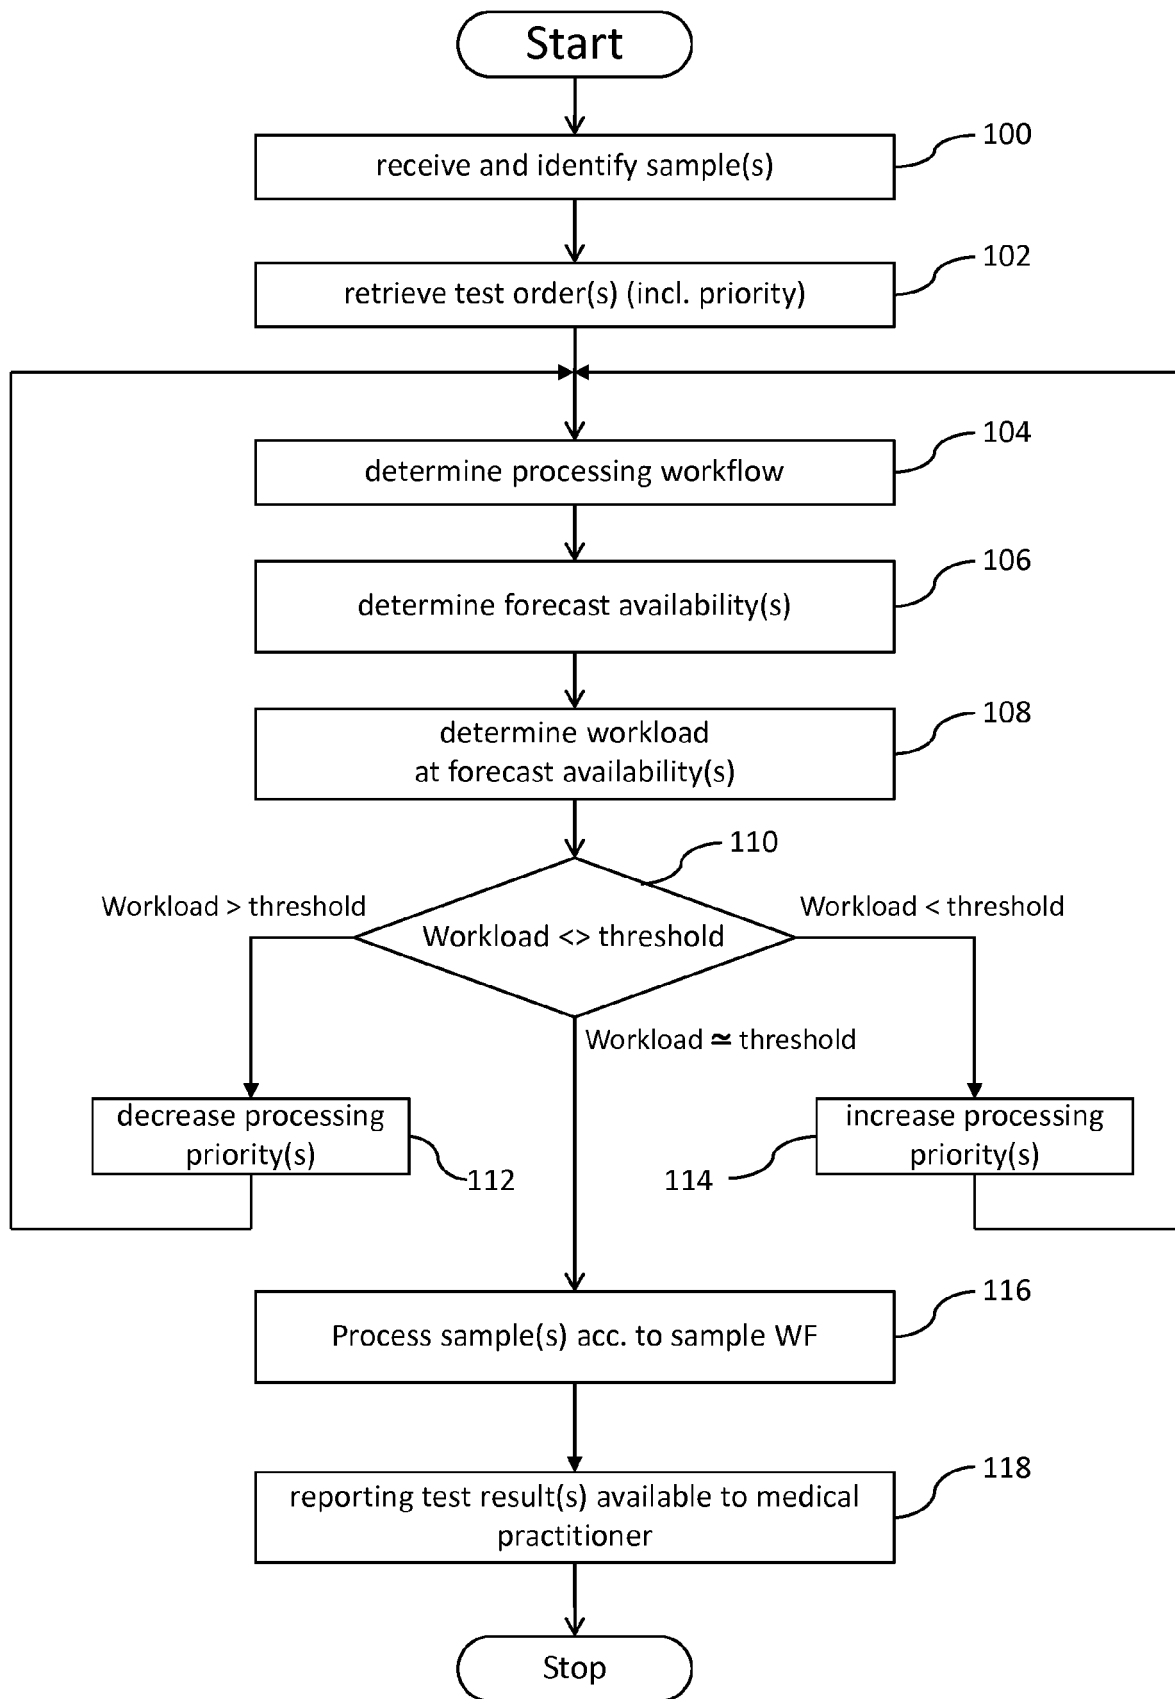 Start
100
receive and identify sample(s)
102
retrieve test order(s) (incl. priority)
104
determine processing workflow
106
determine forecast availability(s)
108
determine workload
at forecast availability(s)
110
Workload > threshold
Workload < threshold
Workload <> threshold
Workload ≃ threshold
decrease processing
priority(s)
112
increase processing
priority(s)
114
116
Process sample(s) acc. to sample WF
118
reporting test result(s) available to medical
practitioner
Stop